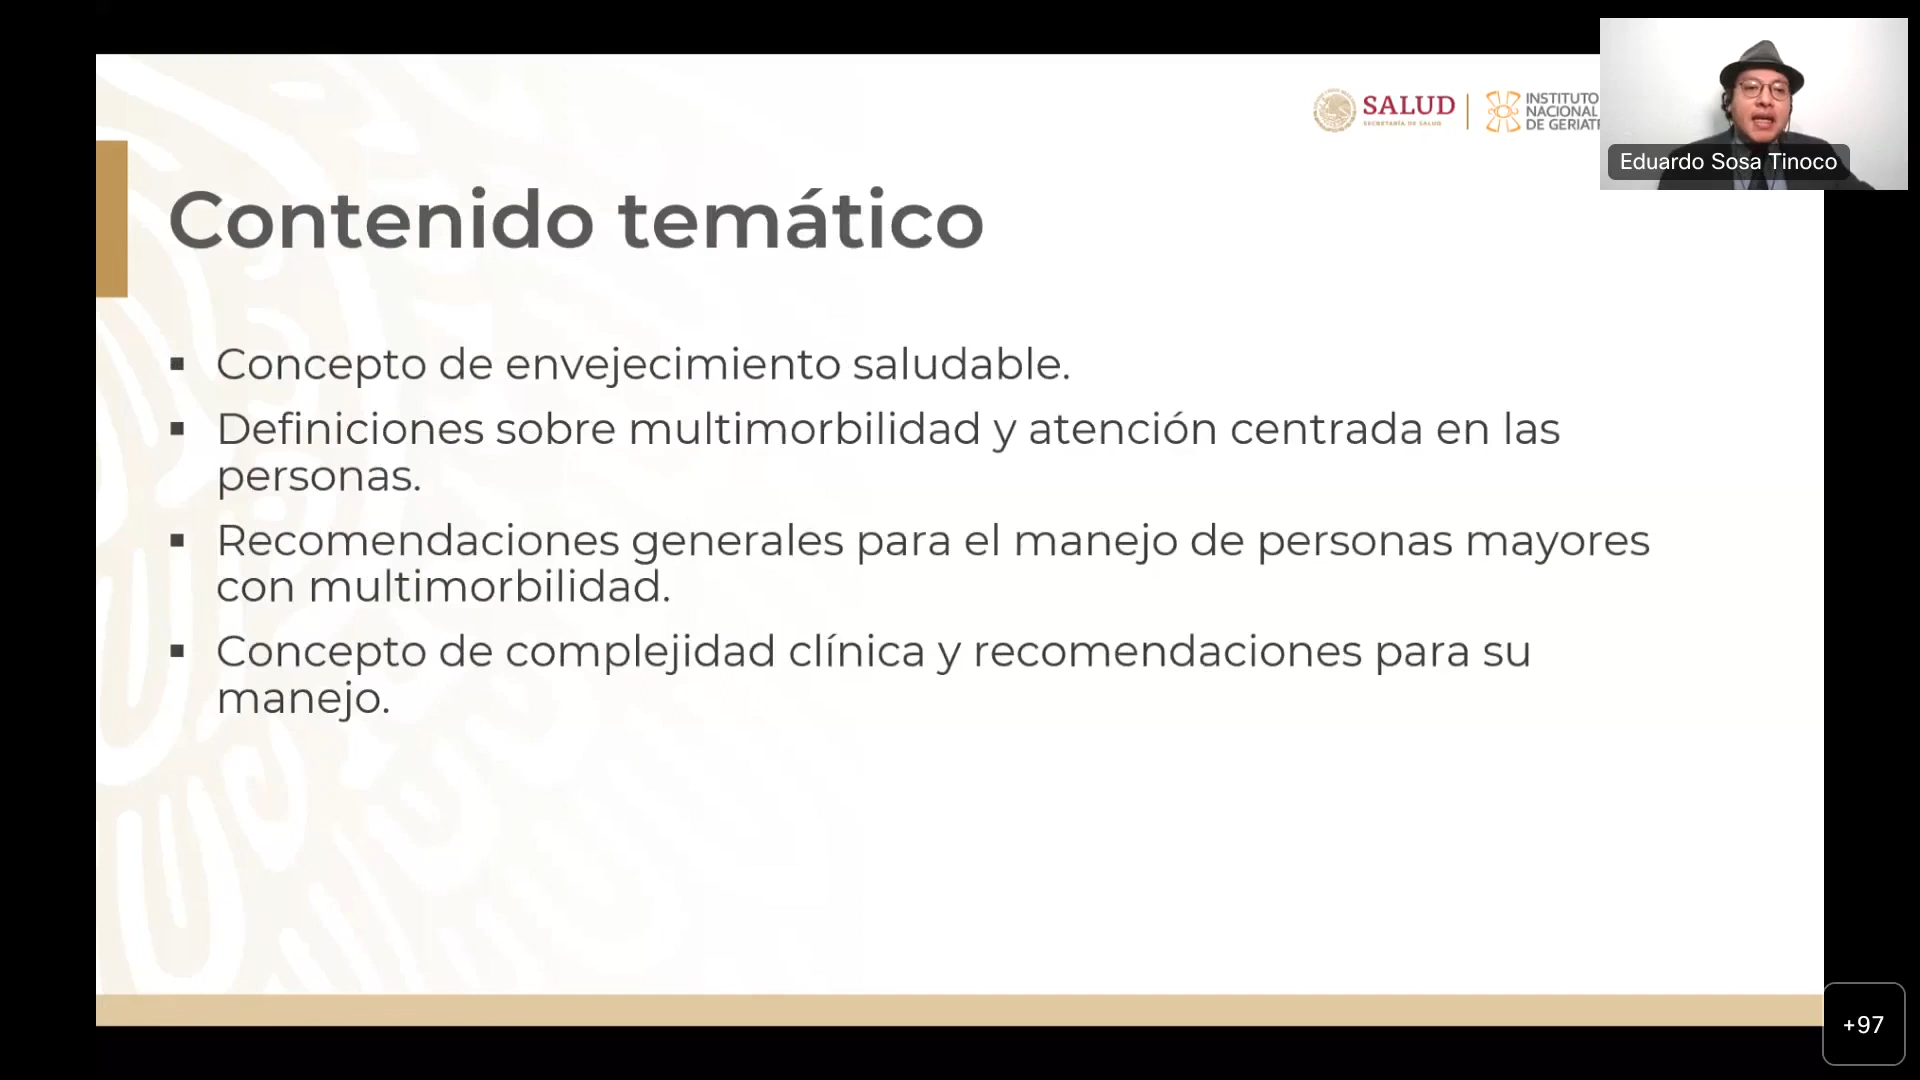 SALUD
SECRETARÍA DE SALUD
INSTITUTO
NACIONAL
DE GERIAT
Eduardo Sosa Tinoco
Contenido temático
▪ Concepto de envejecimiento saludable.
▪ Definiciones sobre multimorbilidad y atención centrada en las
personas.
▪ Recomendaciones generales para el manejo de personas mayores
con multimorbilidad.
▪ Concepto de complejidad clínica y recomendaciones para su
manejo.
+97